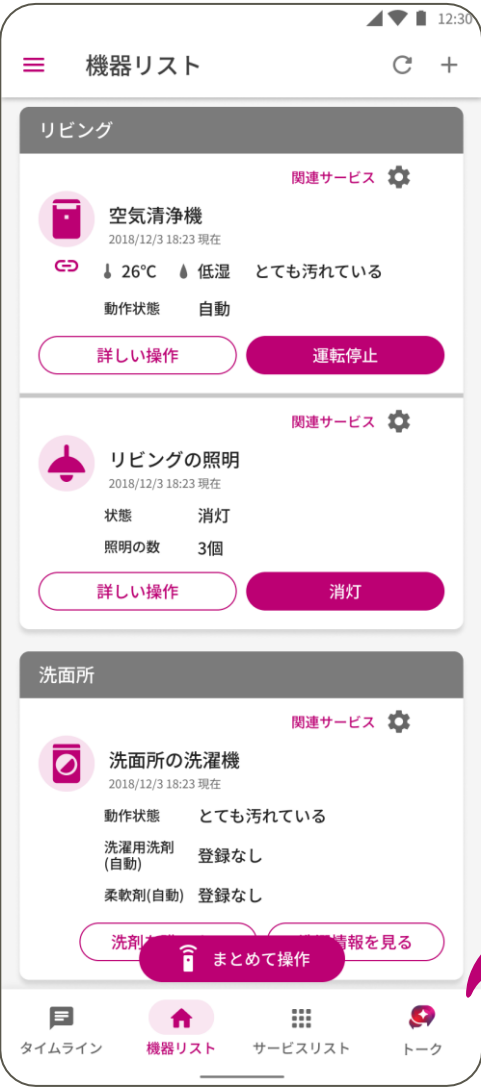 12:30
機器リスト
リビング
関連サービス
空気清浄機
2018/12/3 18:23 現在
26℃ 低湿 とても汚れている
動作状態 自動
詳しい操作 運転停止
関連サービス
リビングの照明
2018/12/3 18:23 現在
状態 消灯
照明の数 3個
詳しい操作 消灯
洗面所
関連サービス
洗面所の洗濯機
2018/12/3 18:23 現在
動作状態 とても汚れている
洗濯用洗剤
(自動) 登録なし
柔軟剤(自動) 登録なし
洗剤 情報を見る
まとめて操作
タイムライン 機器リスト サービスリスト トーク